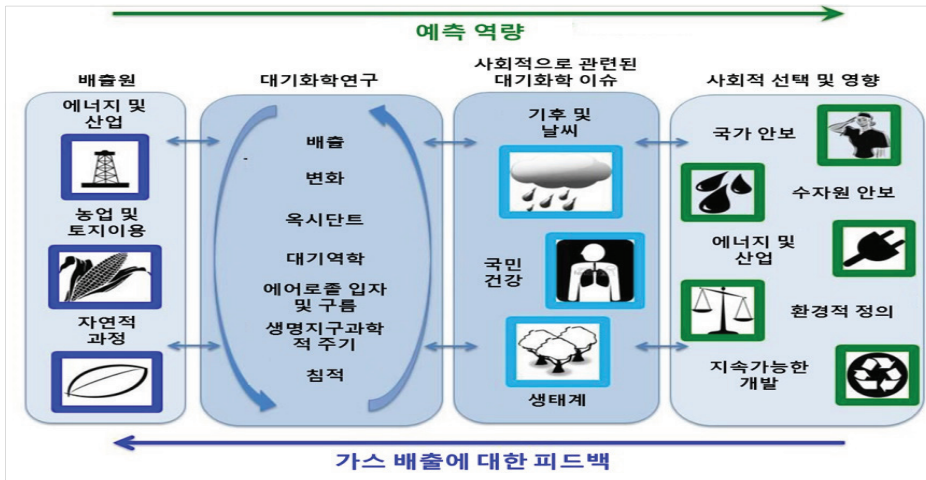 예측 역량
배출원
에너지 및
산업
농업 및
토지이용
자연적
과정
대기화학연구
배출
변화
옥시단트
대기역학
에어로졸 입자
및 구름
생명지구과학
적 주기
침적
사회적으로 관련된
대기화학 이슈
기후 및
날씨
국민
건강
생태계
사회적 선택 및 영향
국가 안보
수자원 안보
에너지 및
산업
환경적 정의
지속가능한
개발
가스 배출에 대한 피드백